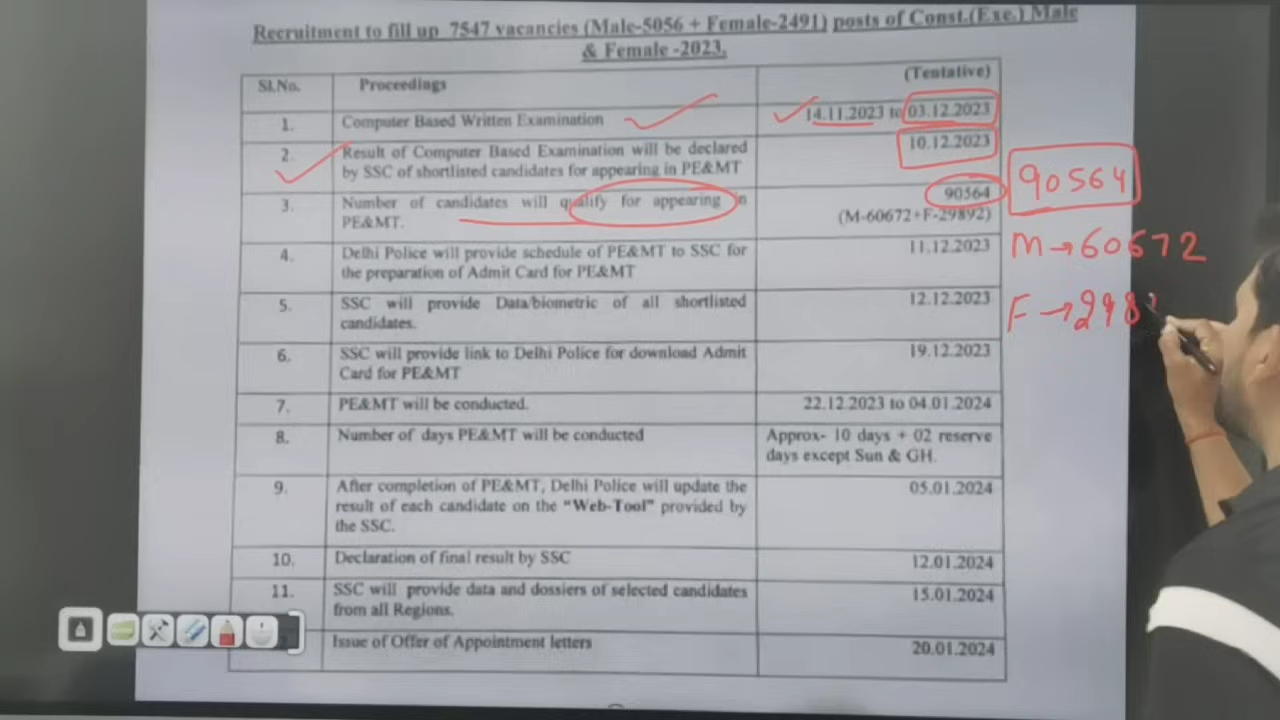 Recruitment to fill up 7547 vacancies (Male-5056 + Female-2491) posts of Const.(Exe.) Male
& Female -2023.
Sl.No. Proceedings (Tentative)
1. Computer Based Written Examination 14.11.2023 to 03.12.2023
2. Result of Computer Based Examination will be declared 10.12.2023
by SSC of shortlisted candidates for appearing in PE&MT
3. Number of candidates will qualify for appearing in 90564
PE&MT. (M-60672+F-29892)
90564
M→60672
F→298
4. Delhi Police will provide schedule of PE&MT to SSC for 11.12.2023
the preparation of Admit Card for PE&MT
5. SSC will provide Data/biometric of all shortlisted 12.12.2023
candidates.
6. SSC will provide link to Delhi Police for download Admit 19.12.2023
Card for PE&MT
7. PE&MT will be conducted. 22.12.2023 to 04.01.2024
8. Number of days PE&MT will be conducted Approx- 10 days + 02 reserve
days except Sun & GH.
9. After completion of PE&MT, Delhi Police will update the 05.01.2024
result of each candidate on the "Web-Tool" provided by
the SSC.
10. Declaration of final result by SSC 12.01.2024
11. SSC will provide data and dossiers of selected candidates 15.01.2024
from all Regions.
Issue of Offer of Appointment letters 20.01.2024